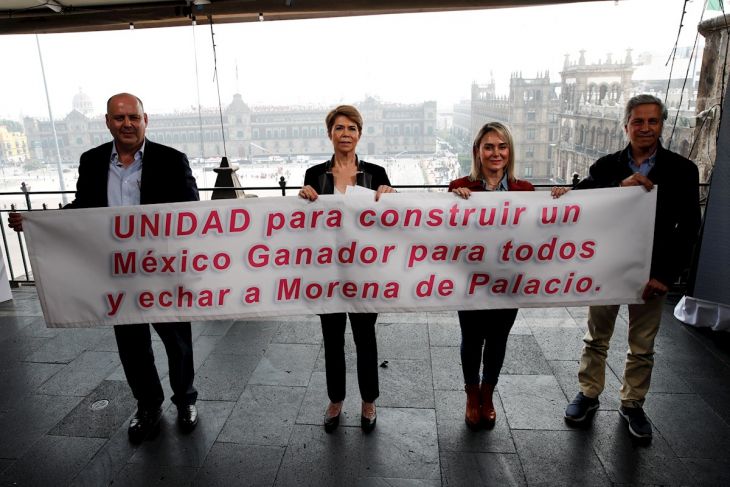 UNIDAD para construir un
México Ganador para todos
y echar a Morena de Palacio.